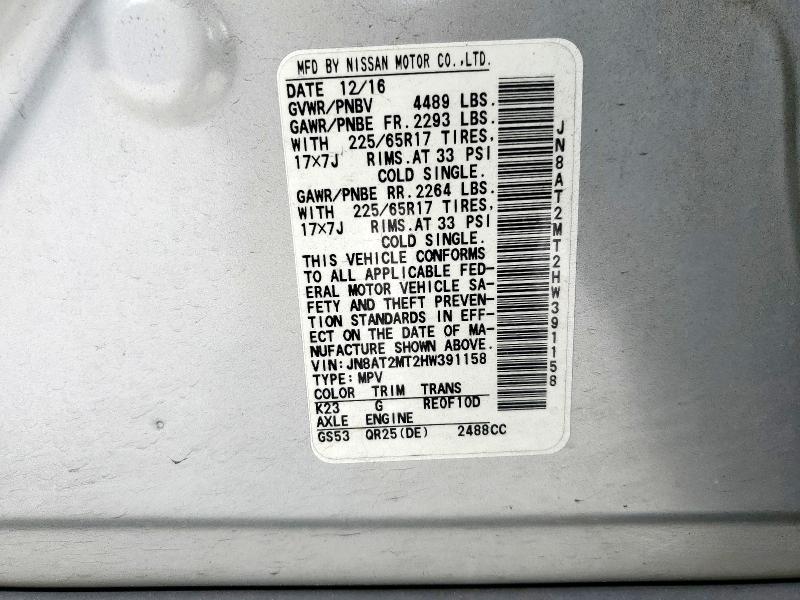 MFD BY NISSAN MOTOR CO.,LTD.
DATE 12/16
GVWR/PNBV 4489 LBS.
GAWR/PNBE FR. 2293 LBS.
WITH 225/65R17 TIRES,
17×7J RIMS. AT 33 PSI
COLD SINGLE.
GAWR/PNBE RR. 2264 LBS.
WITH 225/65R17 TIRES,
17×7J RIMS. AT 33 PSI
COLD SINGLE.
THIS VEHICLE CONFORMS
TO ALL APPLICABLE FED-
ERAL MOTOR VEHICLE SA-
FETY AND THEFT PREVEN-
TION STANDARDS IN EFF-
ECT ON THE DATE OF MA-
NUFACTURE SHOWN ABOVE.
VIN: JN8AT2MT2HW391158
TYPE: MPV
COLOR TRIM TRANS
K23 G RE0F10D
AXLE ENGINE
GS53 QR25(DE) 2488CC
JN8AT2MT2HW391158